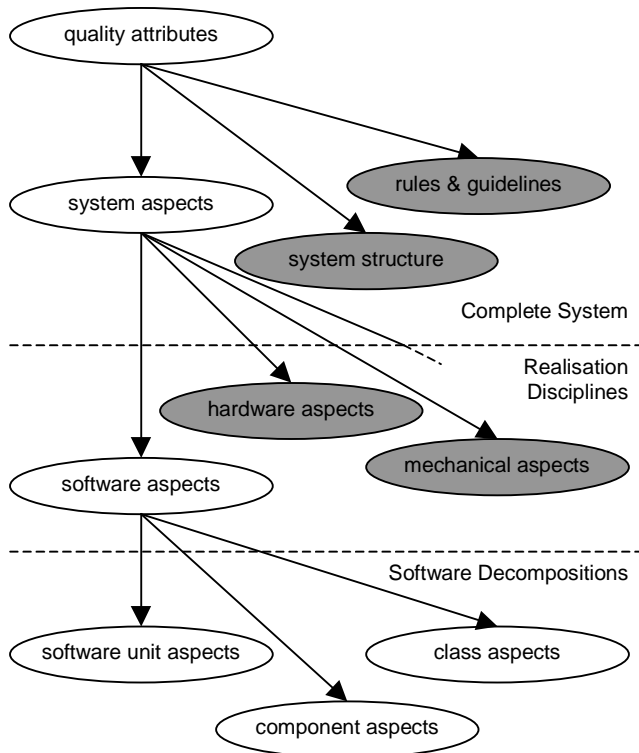 quality attributes
rules & guidelines
system aspects
system structure
Complete System
Realisation
Disciplines
hardware aspects
mechanical aspects
software aspects
Software Decompositions
software unit aspects
class aspects
component aspects